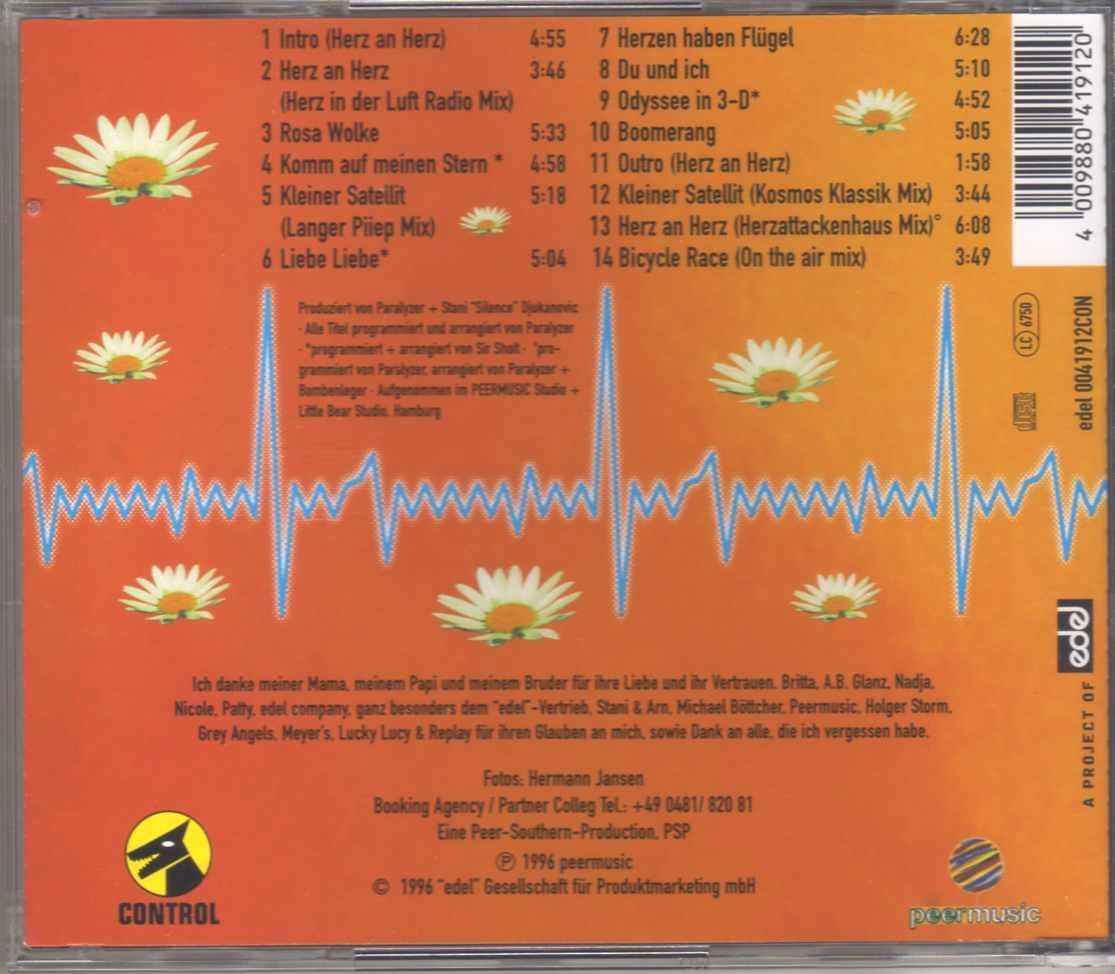 1 Intro (Herz an Herz) 4:55
2 Herz an Herz 3:46
(Herz in der Luft Radio Mix)
3 Rosa Wolke 5:33
4 Komm auf meinen Stern * 4:58
5 Kleiner Satellit 5:18
(Langer Piiep Mix)
6 Liebe Liebe* 5:04
7 Herzen haben Flügel 6:28
8 Du und ich 5:10
9 Odyssee in 3-D* 4:52
10 Boomerang 5:05
11 Outro (Herz an Herz) 1:58
12 Kleiner Satellit (Kosmos Klassik Mix) 3:44
13 Herz an Herz (Herzattackenhaus Mix)° 6:08
14 Bicycle Race (On the air mix) 3:49
4 009880 419120
Produziert von Paralyzer + Stani "Silence" Djukanovic
· Alle Titel programmiert und arrangiert von Paralyzer
· *programmiert + arrangiert von Sir Sholt · °pro-
grammiert von Paralyzer, arrangiert von Paralyzer +
Bombenleger · Aufgenommen im PEERMUSIC Studio +
Little Bear Studio, Hamburg
LC 6750
disc
edel 0041912CON
A PROJECT OF edel
Ich danke meiner Mama, meinem Papi und meinem Bruder für ihre Liebe und ihr Vertrauen. Britta, A.B. Glanz, Nadja,
Nicole, Patty, edel company, ganz besonders dem "edel"-Vertrieb, Stani & Arn, Michael Böttcher, Peermusic, Holger Storm,
Grey Angels, Meyer's, Lucky Lucy & Replay für ihren Glauben an mich, sowie Dank an alle, die ich vergessen habe.
Fotos: Hermann Jansen
Booking Agency / Partner Colleg Tel.: +49 0481/ 820 81
Eine Peer-Southern-Production, PSP
℗ 1996 peermusic
© 1996 "edel" Gesellschaft für Produktmarketing mbH
CONTROL
peermusic